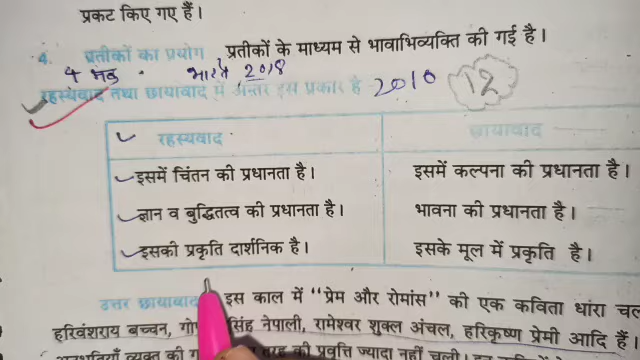 प्रकट किए गए हैं।
4. प्रतीकों का प्रयोग प्रतीकों के माध्यम से भावाभिव्यक्ति की गई है।
4 2018
रहस्यवाद तथा छायावाद में अन्तर इस प्रकार है 2010 12
रहस्यवाद छायावाद
इसमें चिंतन की प्रधानता है। इसमें कल्पना की प्रधानता है।
ज्ञान व बुद्धितत्व की प्रधानता है। भावना की प्रधानता है।
इसकी प्रकृति दार्शनिक है। इसके मूल में प्रकृति है।
उत्तर छायावाद इस काल में "प्रेम और रोमांस" की एक कविता धारा चल
हरिवंशराय बच्चन, सिंह नेपाली, रामेश्वर शुक्ल अंचल, हरिकृष्ण प्रेमी आदि हैं।
व्यक्त की की प्रवृत्ति ज्यादा नहीं